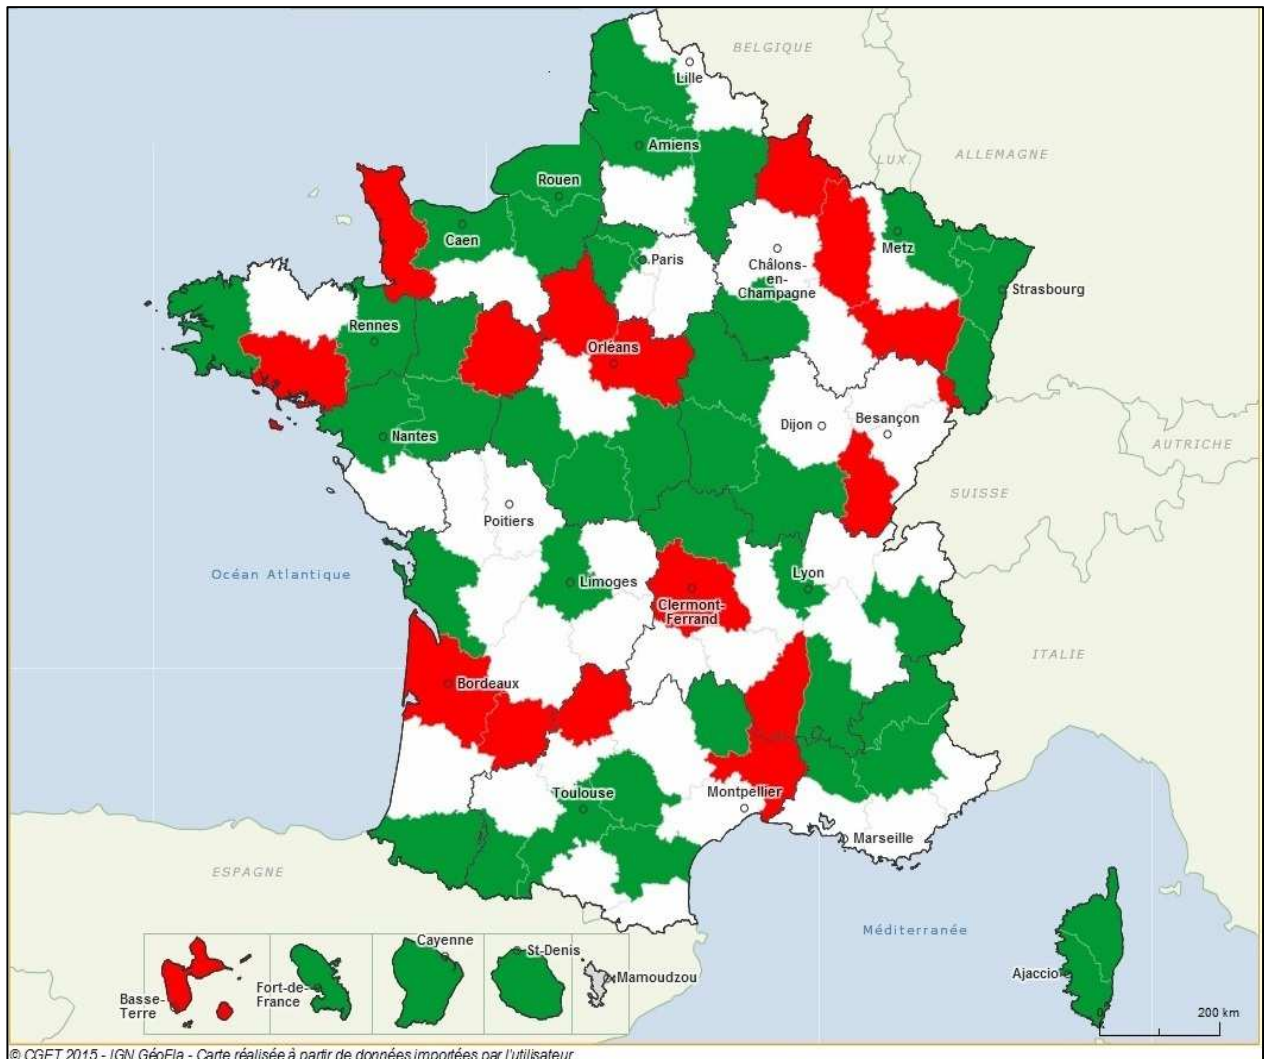 BELGIQUE
Lille
Amiens
LUX.
ALLEMAGNE
Rouen
Caen
Paris
Metz
Châlons-
en-
Champagne
Strasbourg
Rennes
Orléans
Dijon
Besançon
Nantes
AUTRICHE
SUISSE
Poitiers
Océan Atlantique
Limoges
Lyon
Clermont-
Ferrand
ITALIE
Bordeaux
Toulouse
Montpellier
Marseille
ESPAGNE
Méditerranée
Cayenne
St-Denis
Ajaccio
Mamoudzou
Basse-
Terre
Fort-de-
France
0
200 km
© CGET 2015 - IGN GéoFla - Carte réalisée à partir de données importées par l'utilisateur